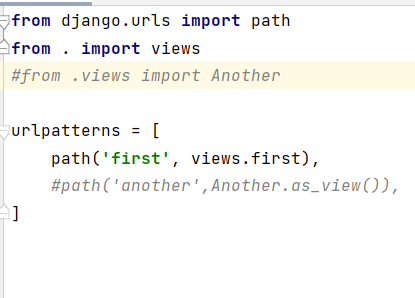 from django.urls import path
from . import views
#from .views import Another
urlpatterns = [
path('first', views.first),
#path('another',Another.as_view()),
]